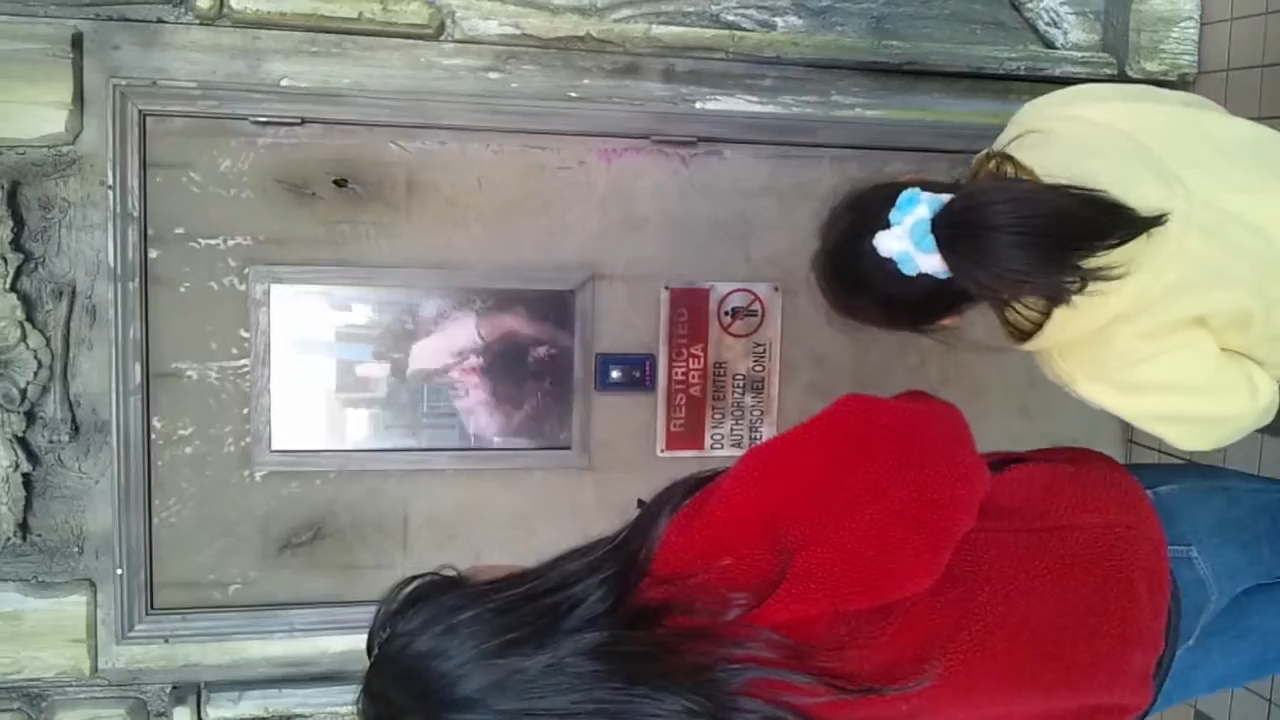 RESTRICTED
AREA
DO NOT ENTER
AUTHORIZED
PERSONNEL ONLY